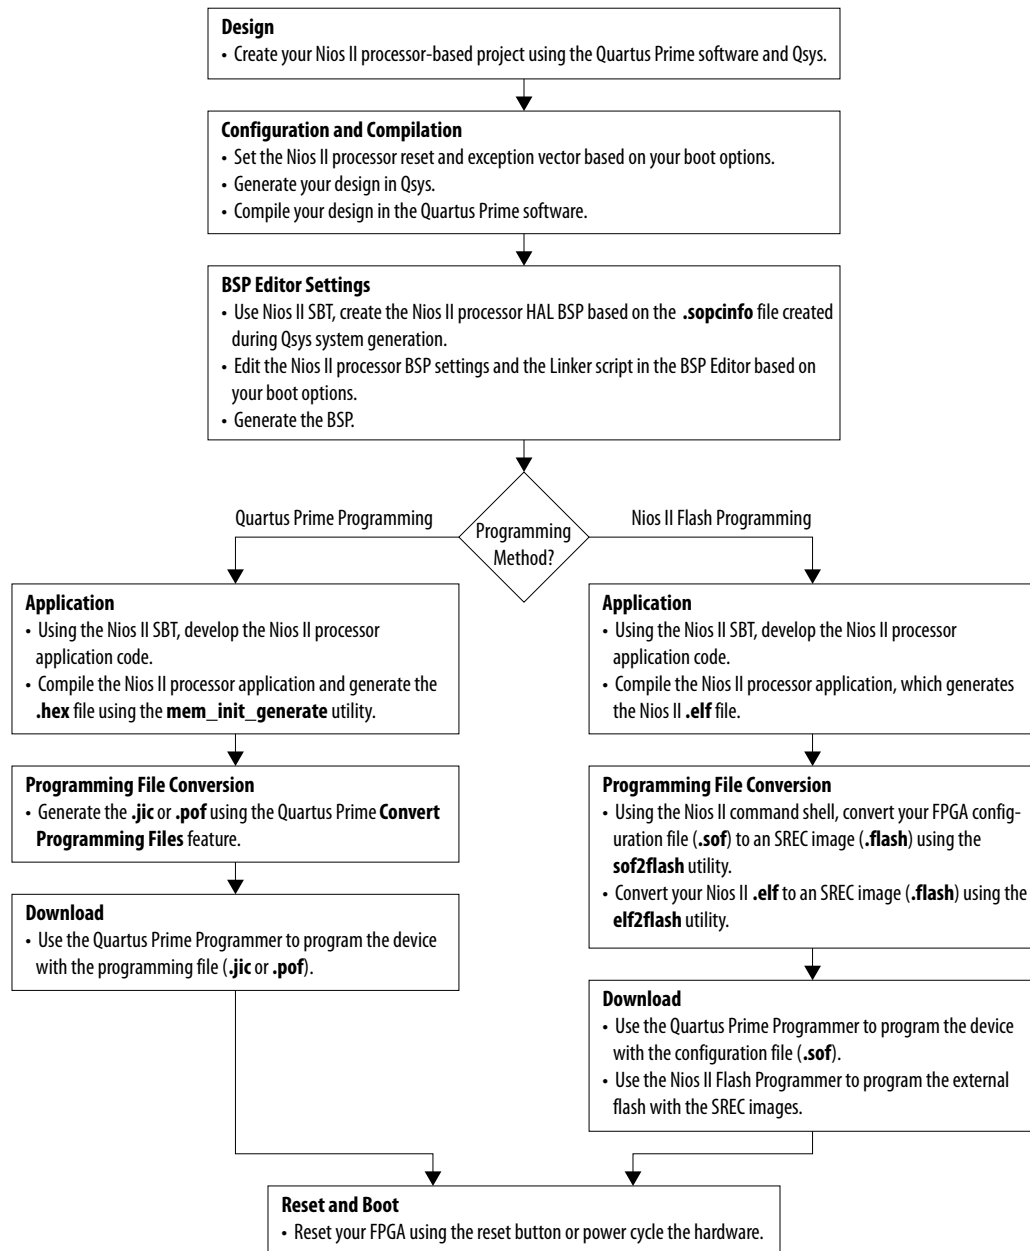 Design
• Create your Nios II processor-based project using the Quartus Prime software and Qsys.
Configuration and Compilation
• Set the Nios II processor reset and exception vector based on your boot options.
• Generate your design in Qsys.
• Compile your design in the Quartus Prime software.
BSP Editor Settings
• Use Nios II SBT, create the Nios II processor HAL BSP based on the .sopcinfo file created
during Qsys system generation.
• Edit the Nios II processor BSP settings and the Linker script in the BSP Editor based on
your boot options.
• Generate the BSP.
Programming
Method?
Quartus Prime Programming
Nios II Flash Programming
Application
• Using the Nios II SBT, develop the Nios II processor
application code.
• Compile the Nios II processor application and generate the
.hex file using the mem_init_generate utility.
Programming File Conversion
• Generate the .jic or .pof using the Quartus Prime Convert
Programming Files feature.
Download
• Use the Quartus Prime Programmer to program the device
with the programming file (.jic or .pof).
Application
• Using the Nios II SBT, develop the Nios II processor
application code.
• Compile the Nios II processor application, which generates
the Nios II .elf file.
Programming File Conversion
• Using the Nios II command shell, convert your FPGA config-
uration file (.sof) to an SREC image (.flash) using the
sof2flash utility.
• Convert your Nios II .elf to an SREC image (.flash) using the
elf2flash utility.
Download
• Use the Quartus Prime Programmer to program the device
with the configuration file (.sof).
• Use the Nios II Flash Programmer to program the external
flash with the SREC images.
Reset and Boot
• Reset your FPGA using the reset button or power cycle the hardware.